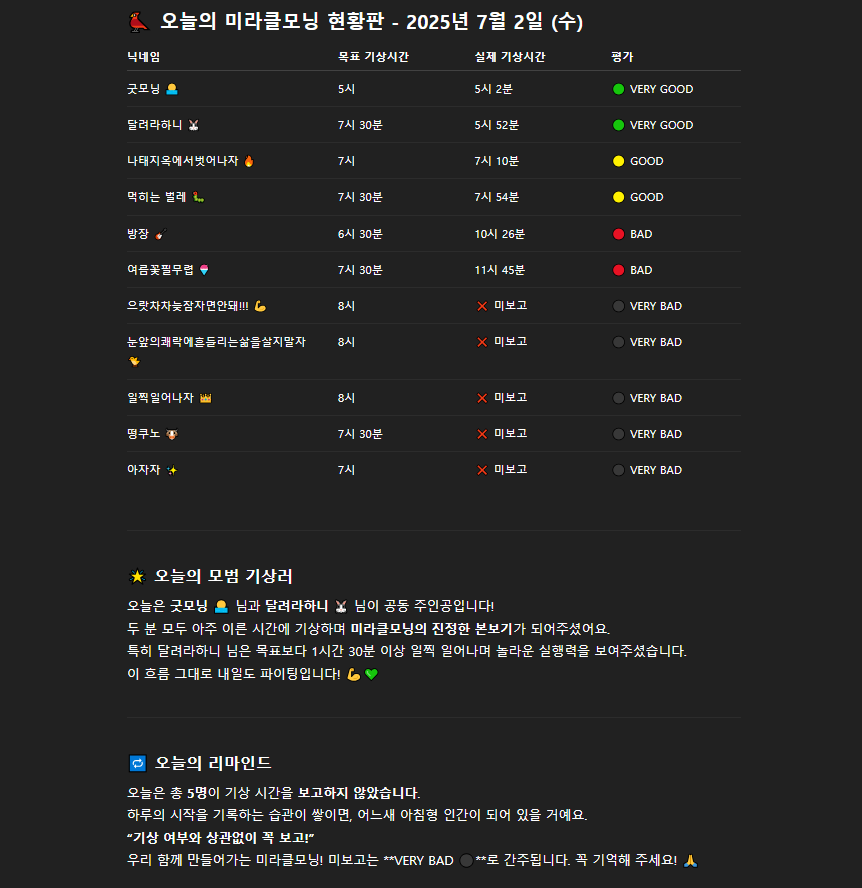 🐦 오늘의 미라클모닝 현황판 - 2025년 7월 2일 (수)
닉네임 목표 기상시간 실제 기상시간 평가
굿모닝 5시 5시 2분 🟢 VERY GOOD
달려라하니 🐰 7시 30분 5시 52분 🟢 VERY GOOD
나태지옥에서벗어나자 🔥 7시 7시 10분 🟡 GOOD
먹히는 벌레 🐛 7시 30분 7시 54분 🟡 GOOD
방장 6시 30분 10시 26분 🔴 BAD
여름꽃필무렵 🍧 7시 30분 11시 45분 🔴 BAD
으랏차차늦잠자면안돼!!! 💪 8시 ❌ 미보고 ⚫ VERY BAD
눈앞의쾌락에흔들리는삶을살지말자 8시 ❌ 미보고 ⚫ VERY BAD
🐤
일찍일어나자 👑 8시 ❌ 미보고 ⚫ VERY BAD
떵쿠노 🐮 7시 30분 ❌ 미보고 ⚫ VERY BAD
아자자 ✨ 7시 ❌ 미보고 ⚫ VERY BAD
🌟 오늘의 모범 기상러
오늘은 굿모닝 님과 달려라하니 🐰 님이 공동 주인공입니다!
두 분 모두 아주 이른 시간에 기상하며 미라클모닝의 진정한 본보기가 되어주셨어요.
특히 달려라하니 님은 목표보다 1시간 30분 이상 일찍 일어나며 놀라운 실행력을 보여주셨습니다.
이 흐름 그대로 내일도 파이팅입니다! 💪💚
🔁 오늘의 리마인드
오늘은 총 5명이 기상 시간을 보고하지 않았습니다.
하루의 시작을 기록하는 습관이 쌓이면, 어느새 아침형 인간이 되어 있을 거예요.
“기상 여부와 상관없이 꼭 보고!”
우리 함께 만들어가는 미라클모닝! 미보고는 **VERY BAD ⚫**로 간주됩니다. 꼭 기억해 주세요! 🙏